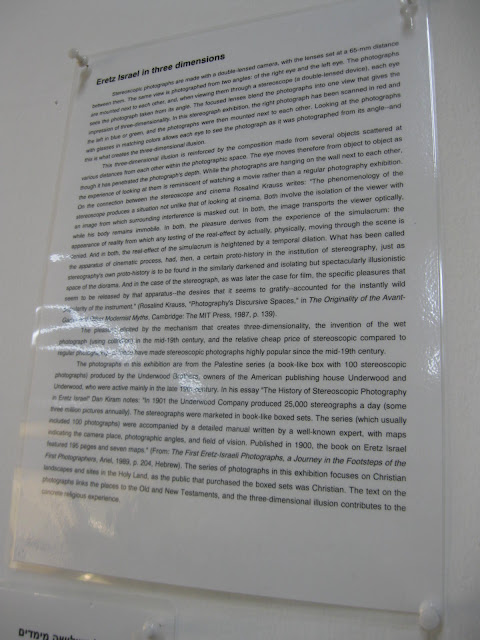 Eretz Israel in three dimensions
Stereoscopic photographs are made with a double-lensed camera, with the lenses set at a 65-mm distance
between them. The same view is photographed from two angles: of the right eye and the left eye. The photographs
are mounted next to each other, and, when viewing them through a stereoscope (a double-lensed device), each eye
sees the photograph taken from its angle. The focused lenses blend the photographs into one view that gives the
impression of three-dimensionality. In this stereograph exhibition, the right photograph has been scanned in red and
the left in blue or green, and the photographs were then mounted next to each other. Looking at the photographs
with glasses in matching colors allows each eye to see the photograph as it was photographed from its angle–and
this is what creates the three-dimensional illusion.
This three-dimensional illusion is reinforced by the composition made from several objects scattered at
various distances from each other within the photographic space. The eye moves therefore from object to object as
though it has penetrated the photograph's depth. While the photographs are hanging on the wall next to each other,
the experience of looking at them is reminiscent of watching a movie rather than a regular photography exhibition.
On the connection between the stereoscope and cinema Rosalind Krauss writes: "The phenomenology of the
stereoscope produces a situation not unlike that of looking at cinema. Both involve the isolation of the viewer with
an image from which surrounding interference is masked out. In both, the image transports the viewer optically,
while his body remains immobile. In both, the pleasure derives from the experience of the simulacrum: the
appearance of reality from which any testing of the real-effect by actually, physically, moving through the scene is
denied. And in both, the real-effect of the simulacrum is heightened by a temporal dilation. What has been called
the apparatus of cinematic process, had, then, a certain proto-history in the institution of stereography, just as
stereography's own proto-history is to be found in the similarly darkened and isolating but spectacularly illusionistic
space of the diorama. And in the case of the stereograph, as was later the case for film, the specific pleasures that
seem to be released by that apparatus–the desires that it seems to gratify–accounted for the instantly wild
popularity of the instrument." (Rosalind Krauss, "Photography's Discursive Spaces," in The Originality of the Avant-
Garde and Other Modernist Myths, Cambridge: The MIT Press, 1987, p. 139).
The pleasure elicited by the mechanism that creates three-dimensionality, the invention of the wet
photograph (using collodion) in the mid-19th century, and the relative cheap price of stereoscopic compared to
regular photographs have made stereoscopic photographs highly popular since the mid-19th century.
The photographs in this exhibition are from the Palestine series (a book-like box with 100 stereoscopic
photographs) produced by the Underwood brothers, owners of the American publishing house Underwood and
Underwood, who were active mainly in the late 19th century. In his essay "The History of Stereoscopic Photography
in Eretz Israel" Dan Kiram notes: "In 1901 the Underwood Company produced 25,000 stereographs a day (some
three million pictures annually). The stereographs were marketed in book-like boxed sets. The series (which usually
included 100 photographs) were accompanied by a detailed manual written by a well-known expert, with maps
indicating the camera place, photographic angles, and field of vision. Published in 1900, the book on Eretz Israel
featured 196 pages and seven maps." (From: The First Eretz-Israeli Photographs, a Journey in the Footsteps of the
First Photographers, Ariel, 1989, p. 204, Hebrew). The series of photographs in this exhibition focuses on Christian
landscapes and sites in the Holy Land, as the public that purchased the boxed sets was Christian. The text on the
photographs links the places to the Old and New Testaments, and the three-dimensional illusion contributes to the
concrete religious experience.
בשלושה מימדים